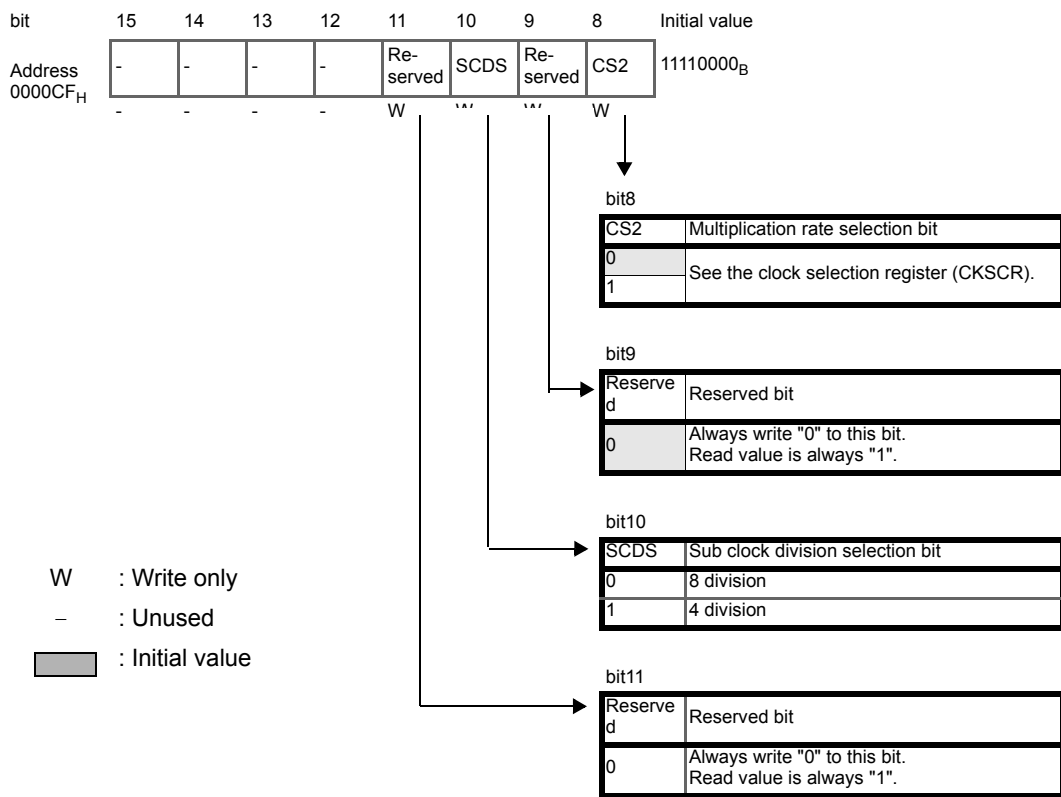 bit 15 14 13 12 11 10 9 8 Initial value
Address
0000CFH
- - - - Re-
served SCDS Re-
served CS2 11110000B
- - - - W W W W
bit8
CS2 Multiplication rate selection bit
0
1
See the clock selection register (CKSCR).
bit9
Reserve
d
Reserved bit
0
Always write "0" to this bit.
Read value is always "1".
bit10
SCDS Sub clock division selection bit
0 8 division
1 4 division
W : Write only
– : Unused
: Initial value
bit11
Reserve
d
Reserved bit
0
Always write "0" to this bit.
Read value is always "1".